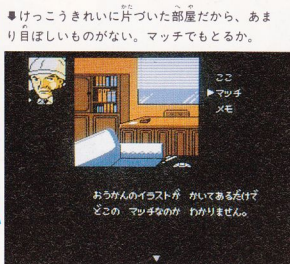 ⬇けっこうきれいに片づいた部屋だから、あま
り目ぼしいものがない。マッチでもとるか。
ここ
▶マッチ
メモ
おうかんのイラストが かいてあるだけで
どこの マッチなのか わかりません。
▼